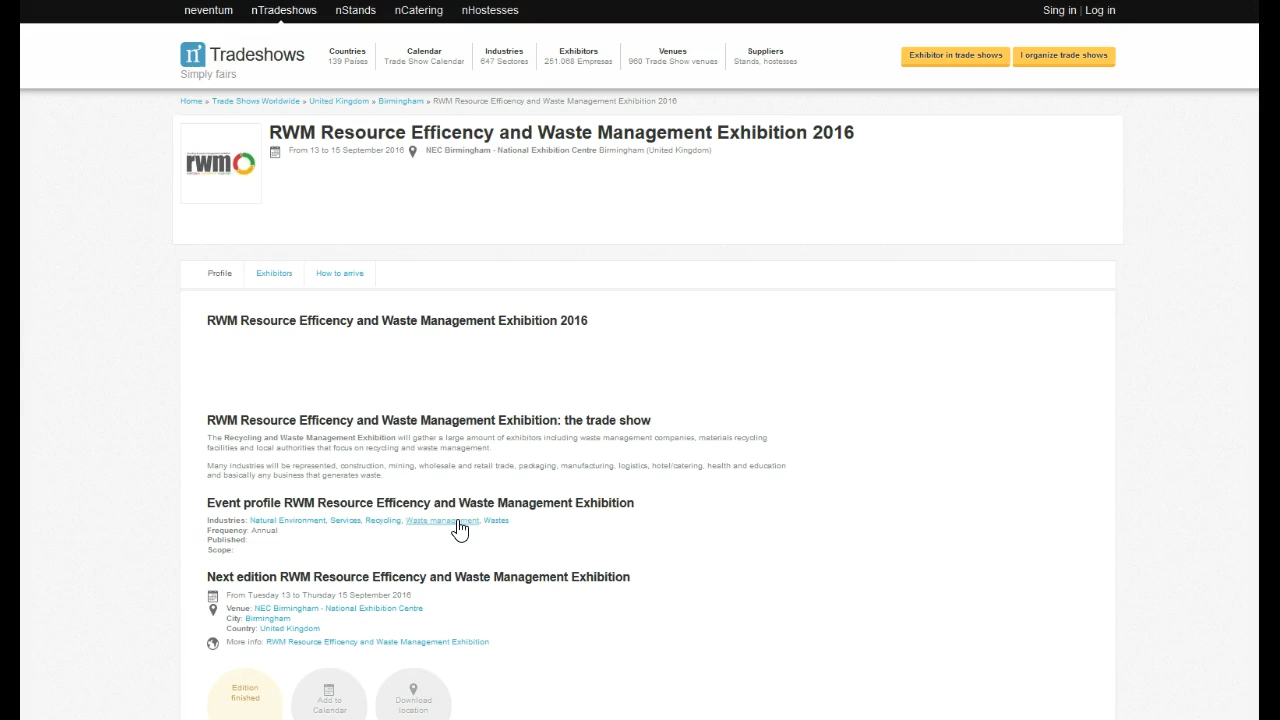 neventum nTradeshows nStands nCatering nHostesses Sing in | Log in
n' Tradeshows
Simply fairs
Countries Calendar Industries Exhibitors Venues Suppliers
139 Paises Trade Show Calendar 647 Sectores 251.068 Empresas 960 Trade Show venues Stands, hostesses
Exhibitor in trade shows I organize trade shows
Home » Trade Shows Worldwide » United Kingdom » Birmingham » RWM Resource Efficency and Waste Management Exhibition 2016
rwm
RWM Resource Efficency and Waste Management Exhibition 2016
From 13 to 15 September 2016 NEC Birmingham - National Exhibition Centre Birmingham (United Kingdom)
Profile Exhibitors How to arrive
RWM Resource Efficency and Waste Management Exhibition 2016
RWM Resource Efficency and Waste Management Exhibition: the trade show
The Recycling and Waste Management Exhibition will gather a large amount of exhibitors including waste management companies, materials recycling
facilities and local authorities that focus on recycling and waste management.
Many industries will be represented, construction, mining, wholesale and retail trade, packaging, manufacturing, logistics, hotel/catering, health and education
and basically any business that generates waste.
Event profile RWM Resource Efficency and Waste Management Exhibition
Industries: Natural Environment, Services, Recycling, Waste management, Wastes
Frequency: Annual
Published:
Scope:
Next edition RWM Resource Efficency and Waste Management Exhibition
From Tuesday 13 to Thursday 15 September 2016
Venue: NEC Birmingham - National Exhibition Centre
City: Birmingham
Country: United Kingdom
More info: RWM Resource Efficency and Waste Management Exhibition
Edition
finished
Add to
Calendar
Download
location